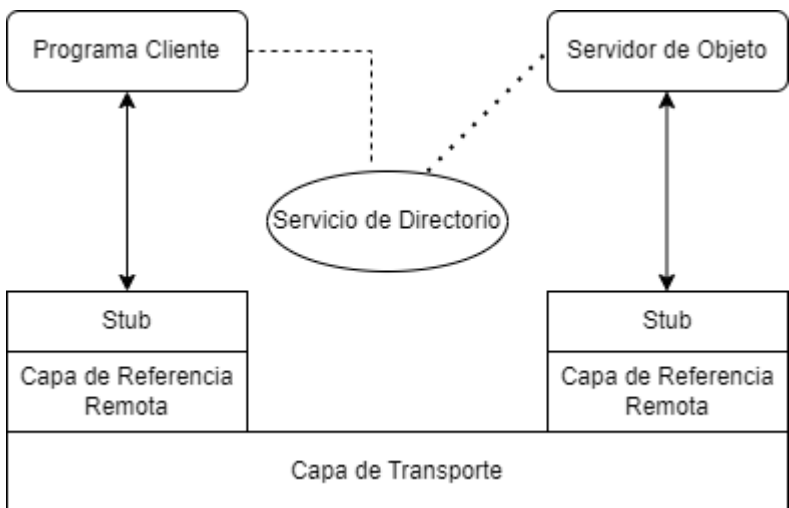 Programa Cliente
Servidor de Objeto
Servicio de Directorio
Stub
Stub
Capa de Referencia
Remota
Capa de Referencia
Remota
Capa de Transporte